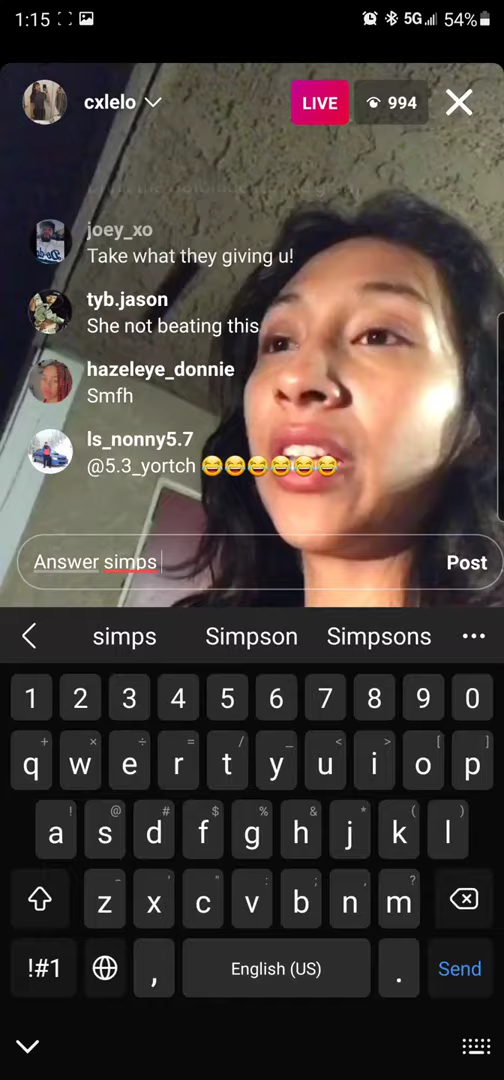 1:15 5G 54%
cxlelo LIVE 994
joey_xo
Take what they giving u!
tyb.jason
She not beating this
hazeleye_donnie
Smfh
ls_nonny5.7
@5.3_yortch 😆😆😆😆😆😆
Answer simps Post
simps Simpson Simpsons
1 2 3 4 5 6 7 8 9 0
+ × ÷ = / _ < > [ ]
q w e r t y u i o p
! @ # $ % & * ( )
a s d f g h j k l
- ' " : ; , ?
z x c v b n m
!#1 , English (US) . Send